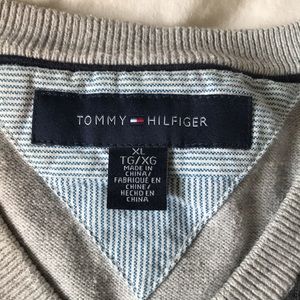 TOMMY HILFIGER
XL
TG/XG
MADE IN
CHINA/
FABRIQUÉ EN
CHINE/
HECHO EN
CHINA